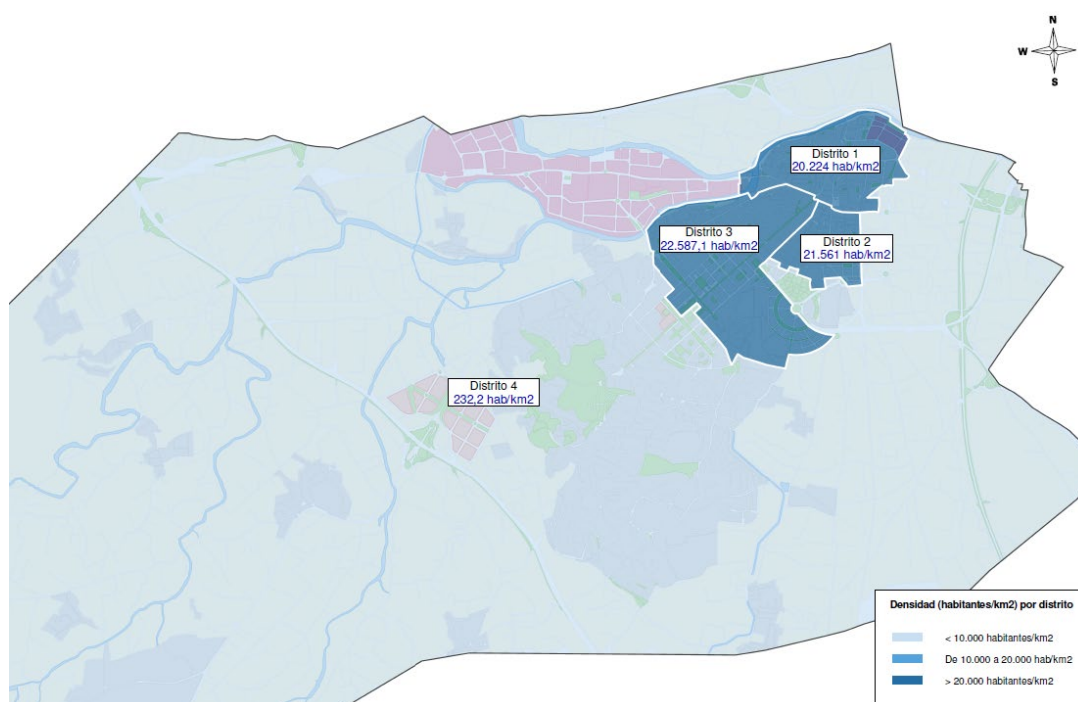 N
W
S
Distrito 1
20.224 hab/km2
Distrito 3
22.587,1 hab/km2
Distrito 2
21.561 hab/km2
Distrito 4
232,2 hab/km2
Densidad (habitantes/km2) por distrito
< 10.000 habitantes/km2
De 10.000 a 20.000 hab/km2
> 20.000 habitantes/km2